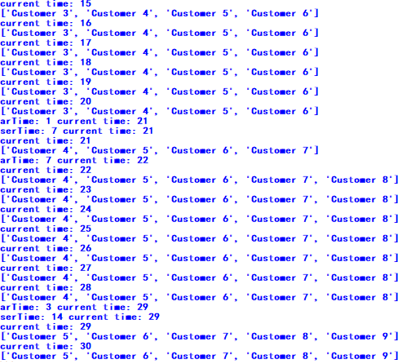 current time: 15
['Customer 3', 'Customer 4', 'Customer 5', 'Customer 6']
current time: 16
['Customer 3', 'Customer 4', 'Customer 5', 'Customer 6']
current time: 17
['Customer 3', 'Customer 4', 'Customer 5', 'Customer 6']
current time: 18
['Customer 3', 'Customer 4', 'Customer 5', 'Customer 6']
current time: 19
['Customer 3', 'Customer 4', 'Customer 5', 'Customer 6']
current time: 20
['Customer 3', 'Customer 4', 'Customer 5', 'Customer 6']
arTime: 1 current time: 21
serTime: 7 current time: 21
current time: 21
['Customer 4', 'Customer 5', 'Customer 6', 'Customer 7']
arTime: 7 current time: 22
current time: 22
['Customer 4', 'Customer 5', 'Customer 6', 'Customer 7', 'Customer 8']
current time: 23
['Customer 4', 'Customer 5', 'Customer 6', 'Customer 7', 'Customer 8']
current time: 24
['Customer 4', 'Customer 5', 'Customer 6', 'Customer 7', 'Customer 8']
current time: 25
['Customer 4', 'Customer 5', 'Customer 6', 'Customer 7', 'Customer 8']
current time: 26
['Customer 4', 'Customer 5', 'Customer 6', 'Customer 7', 'Customer 8']
current time: 27
['Customer 4', 'Customer 5', 'Customer 6', 'Customer 7', 'Customer 8']
current time: 28
['Customer 4', 'Customer 5', 'Customer 6', 'Customer 7', 'Customer 8']
arTime: 3 current time: 29
serTime: 14 current time: 29
current time: 29
['Customer 5', 'Customer 6', 'Customer 7', 'Customer 8', 'Customer 9']
current time: 30
['Customer 5', 'Customer 6', 'Customer 7', 'Customer 8', 'Customer 9']